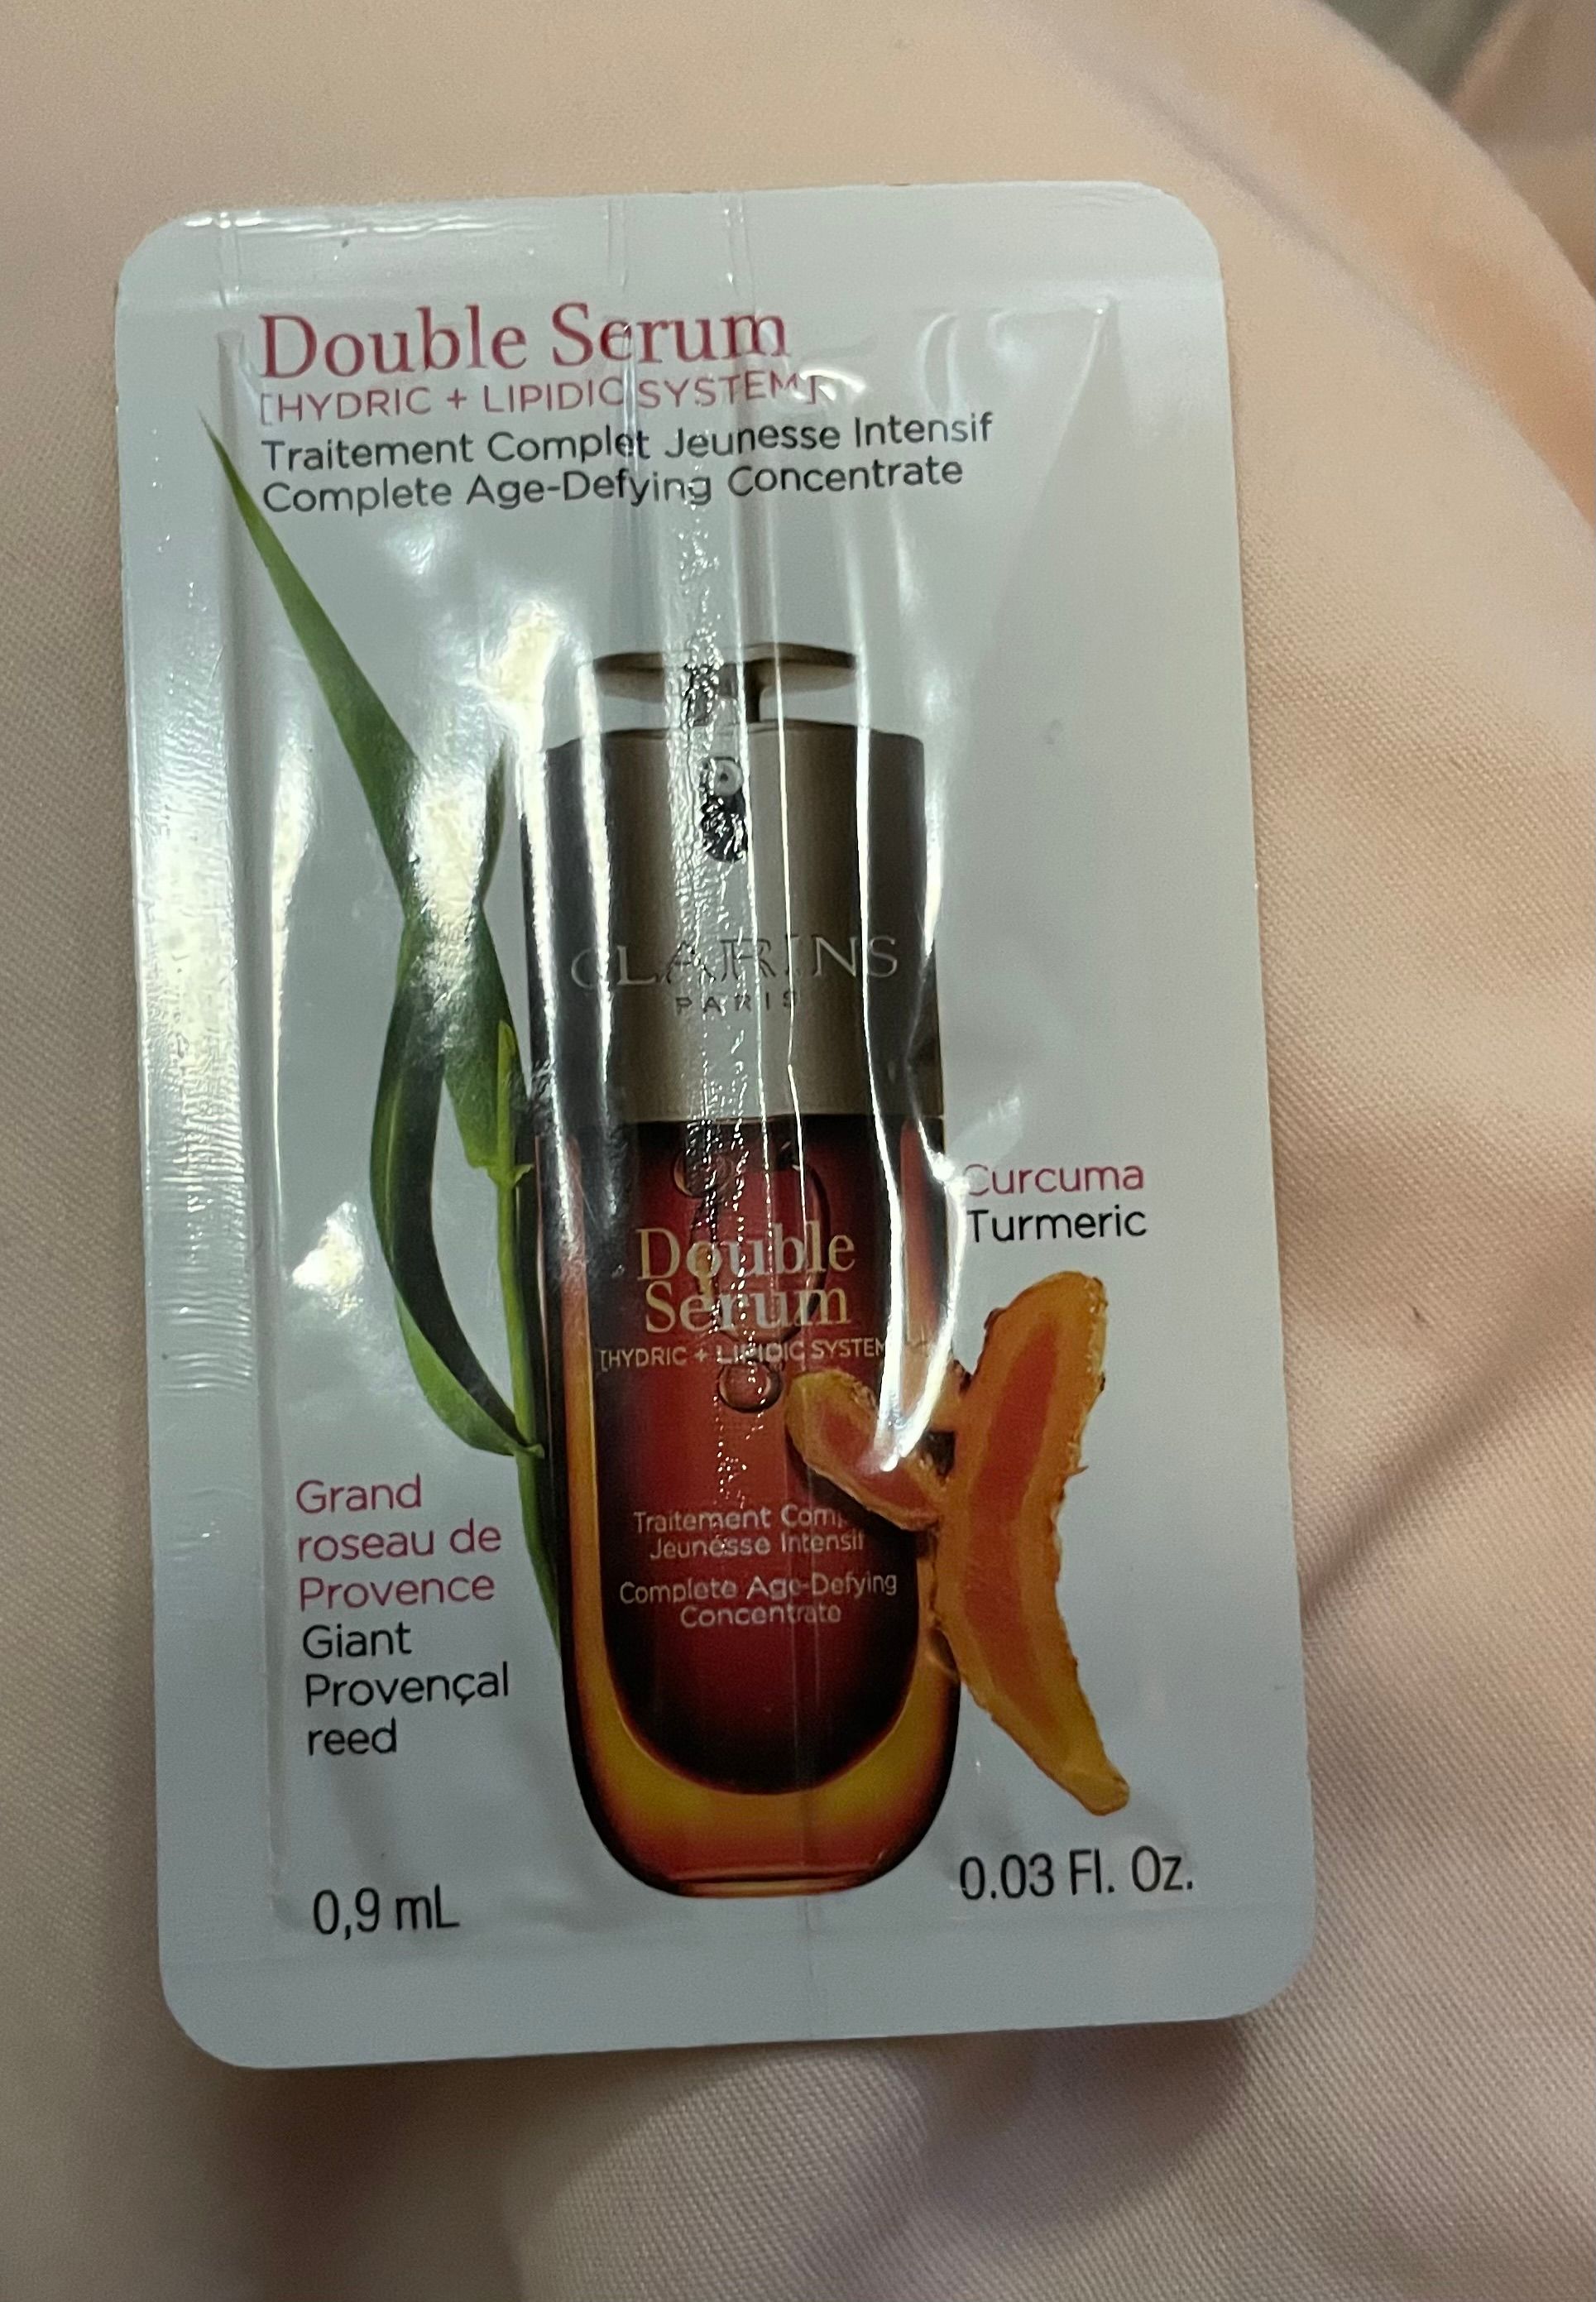 Double Serum
[HYDRIC + LIPIDIC SYSTEM]
Traitement Complet Jeunesse Intensif
Complete Age-Defying Concentrate
CLARINS
PARIS
Curcuma
Turmeric
Double
Serum
[HYDRIC + LIPIDIC SYSTEM
Grand
roseau de
Provence
Giant
Provençal
reed
Traitement
Jeunesse Intensif
Complete Age-Defying
Concentrate
0,9 mL
0.03 Fl. Oz.